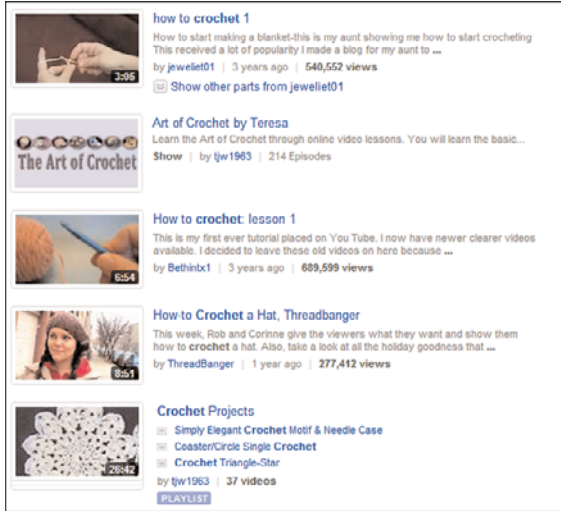 how to crochet 1
How to start making a blanket-this is my aunt showing me how to start crocheting
This received a lot of popularity I made a blog for my aunt to ...
by jeweliet01 | 3 years ago | 540,552 views
3:05
Show other parts from jeweliet01
The Art of Crochet
Art of Crochet by Teresa
Learn the Art of Crochet through online video lessons. You will learn the basic...
Show | by tjw1963 | 214 Episodes
How to crochet: lesson 1
This is my first ever tutorial placed on You Tube. I now have newer clearer videos
available. I decided to leave these old videos on here because ...
by Bethintx1 | 3 years ago | 689,599 views
6:54
How-to Crochet a Hat, Threadbanger
This week, Rob and Corinne give the viewers what they want and show them
how to crochet a hat. Also, take a look at all the holiday goodness that ...
by ThreadBanger | 1 year ago | 277,412 views
8:51
Crochet Projects
Simply Elegant Crochet Motif & Needle Case
Coaster/Circle Single Crochet
Crochet Triangle-Star
26:42
by tjw1963 | 37 videos
PLAYLIST